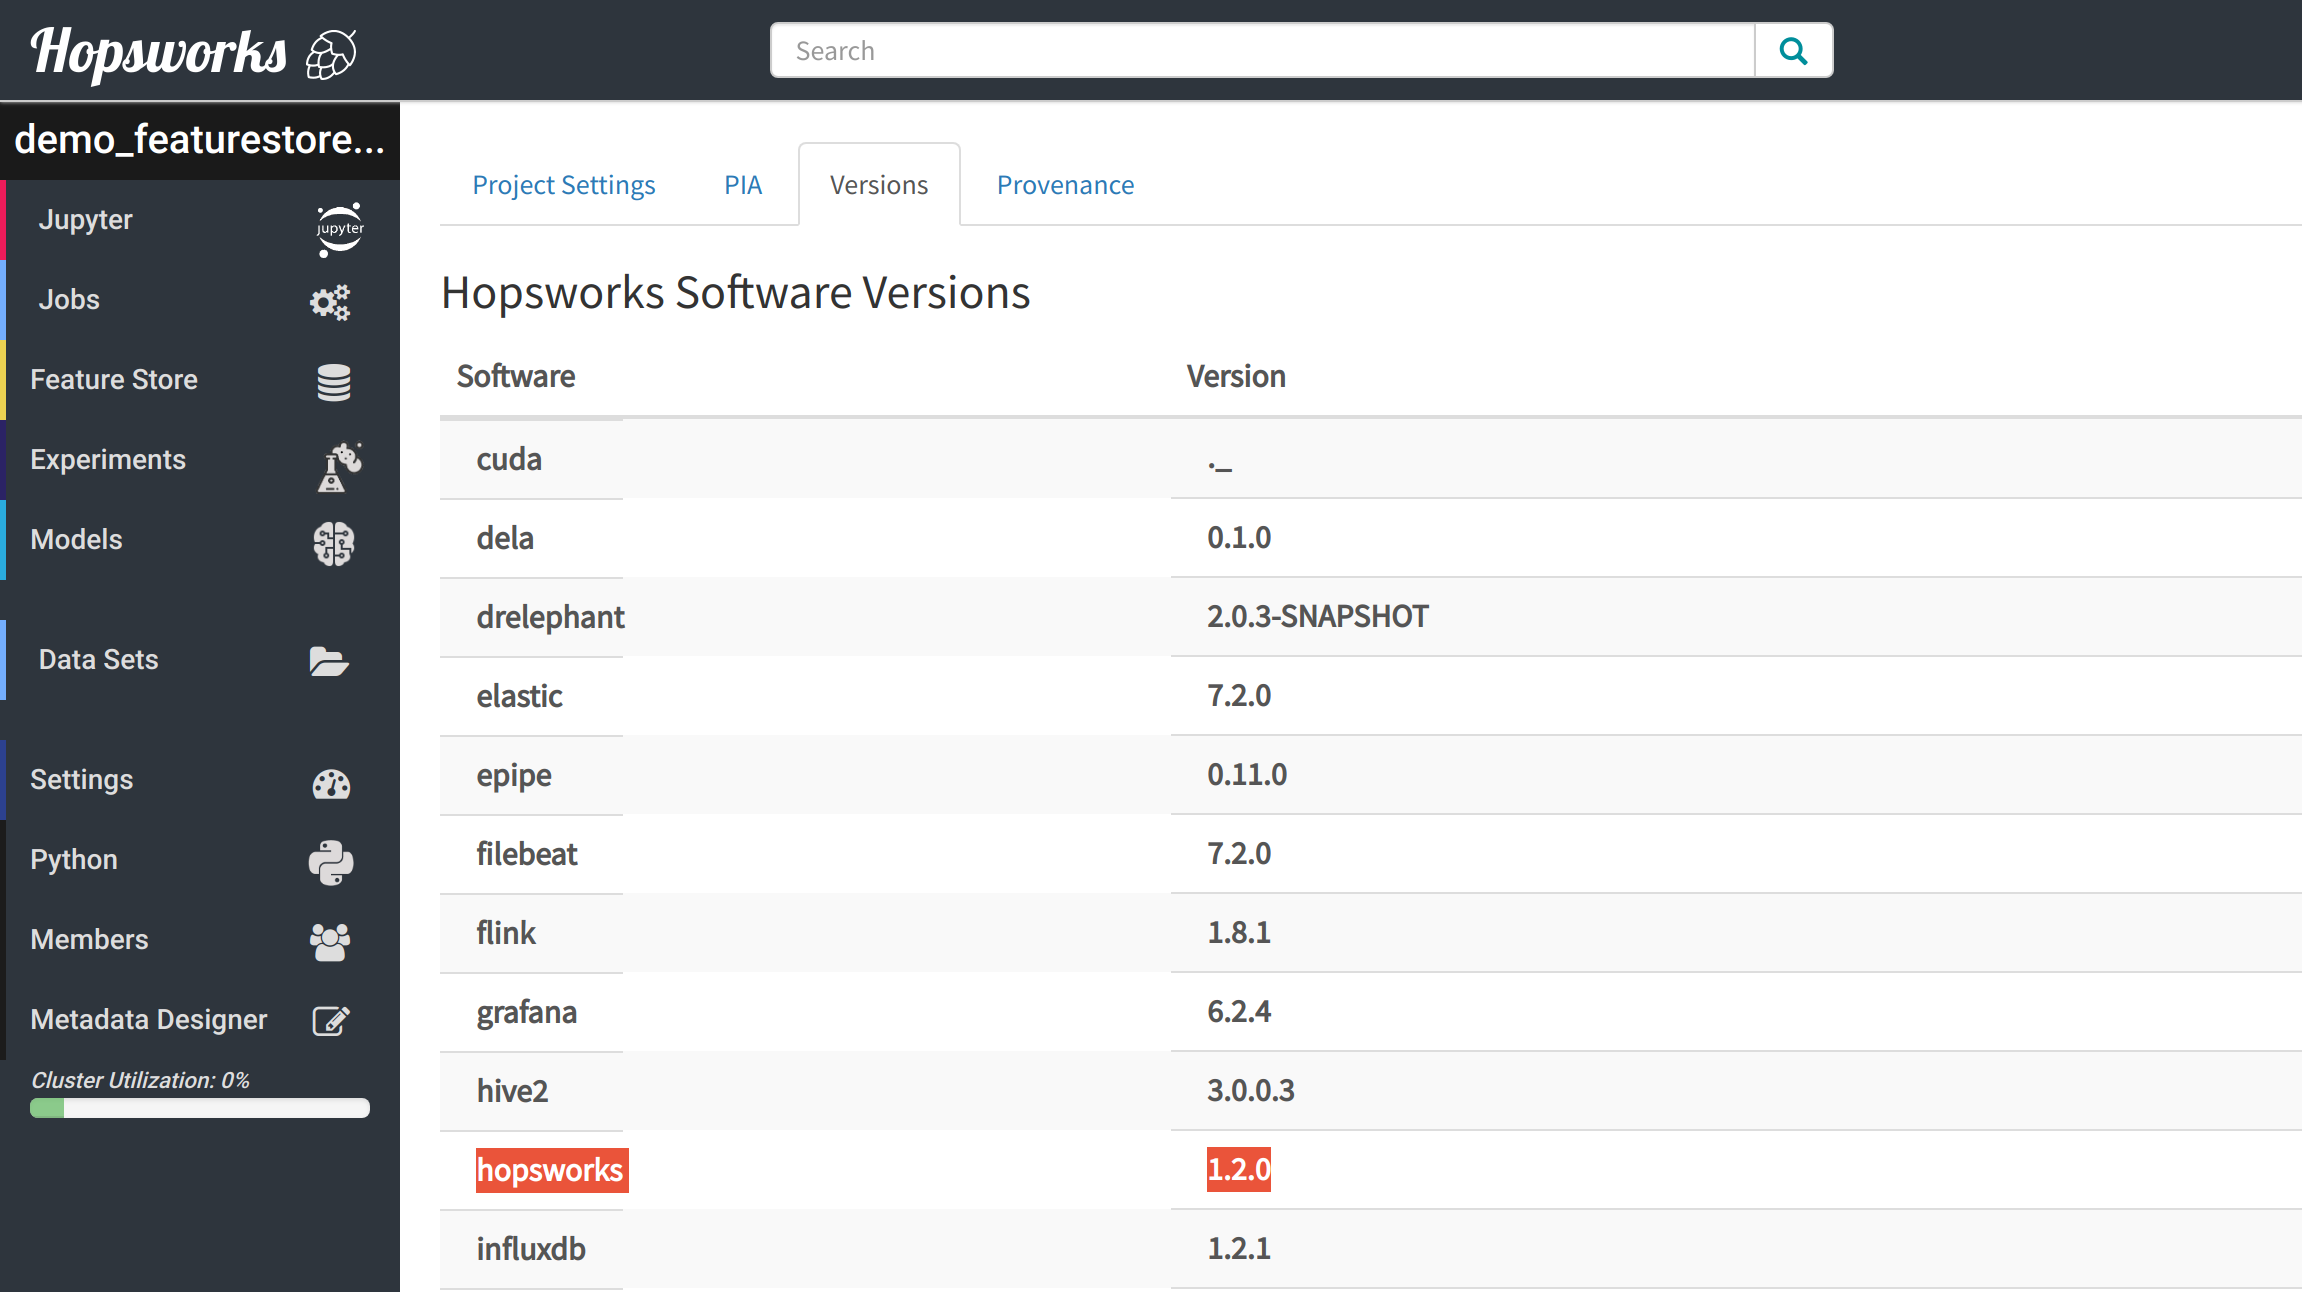 Hopsworks
Search
demo_featurestore...
Jupyter
jupyter
Jobs
Feature Store
Experiments
Models
Data Sets
Settings
Python
Members
Metadata Designer
Cluster Utilization: 0%
Project Settings PIA Versions Provenance
Hopsworks Software Versions
Software Version
cuda ._
dela 0.1.0
drelephant 2.0.3-SNAPSHOT
elastic 7.2.0
epipe 0.11.0
filebeat 7.2.0
flink 1.8.1
grafana 6.2.4
hive2 3.0.0.3
hopsworks 1.2.0
influxdb 1.2.1